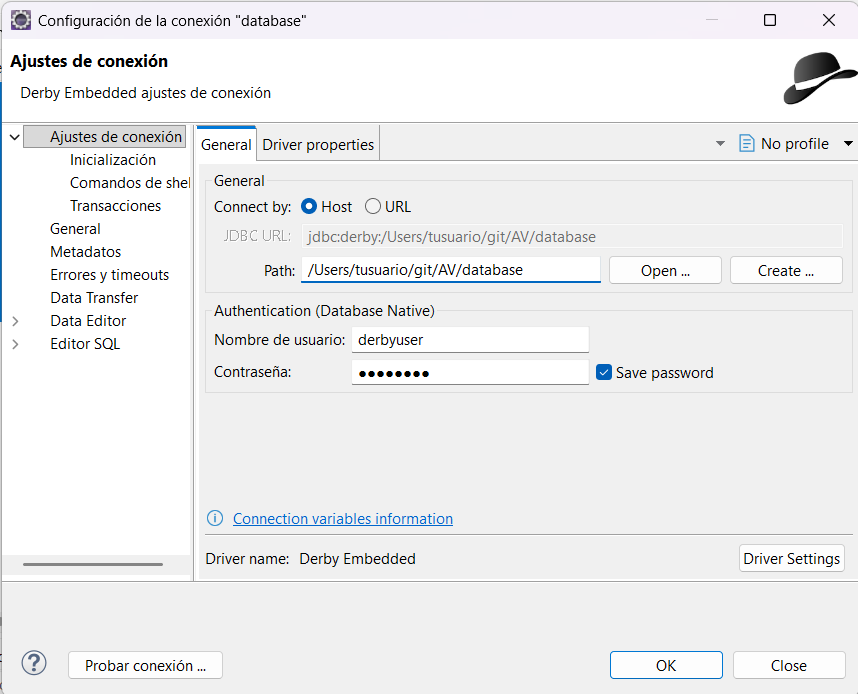 Configuración de la conexión "database"
Ajustes de conexión
Derby Embedded ajustes de conexión
Ajustes de conexión
Inicialización
Comandos de shel
Transacciones
General
Metadatos
Errores y timeouts
Data Transfer
Data Editor
Editor SQL
General Driver properties No profile
General
Connect by: Host URL
JDBC URL: jdbc:derby:/Users/tusuario/git/AV/database
Path: /Users/tusuario/git/AV/database Open ... Create ...
Authentication (Database Native)
Nombre de usuario: derbyuser
Contraseña: ●●●●●●●● Save password
Connection variables information
Driver name: Derby Embedded Driver Settings
? Probar conexión ... OK Close